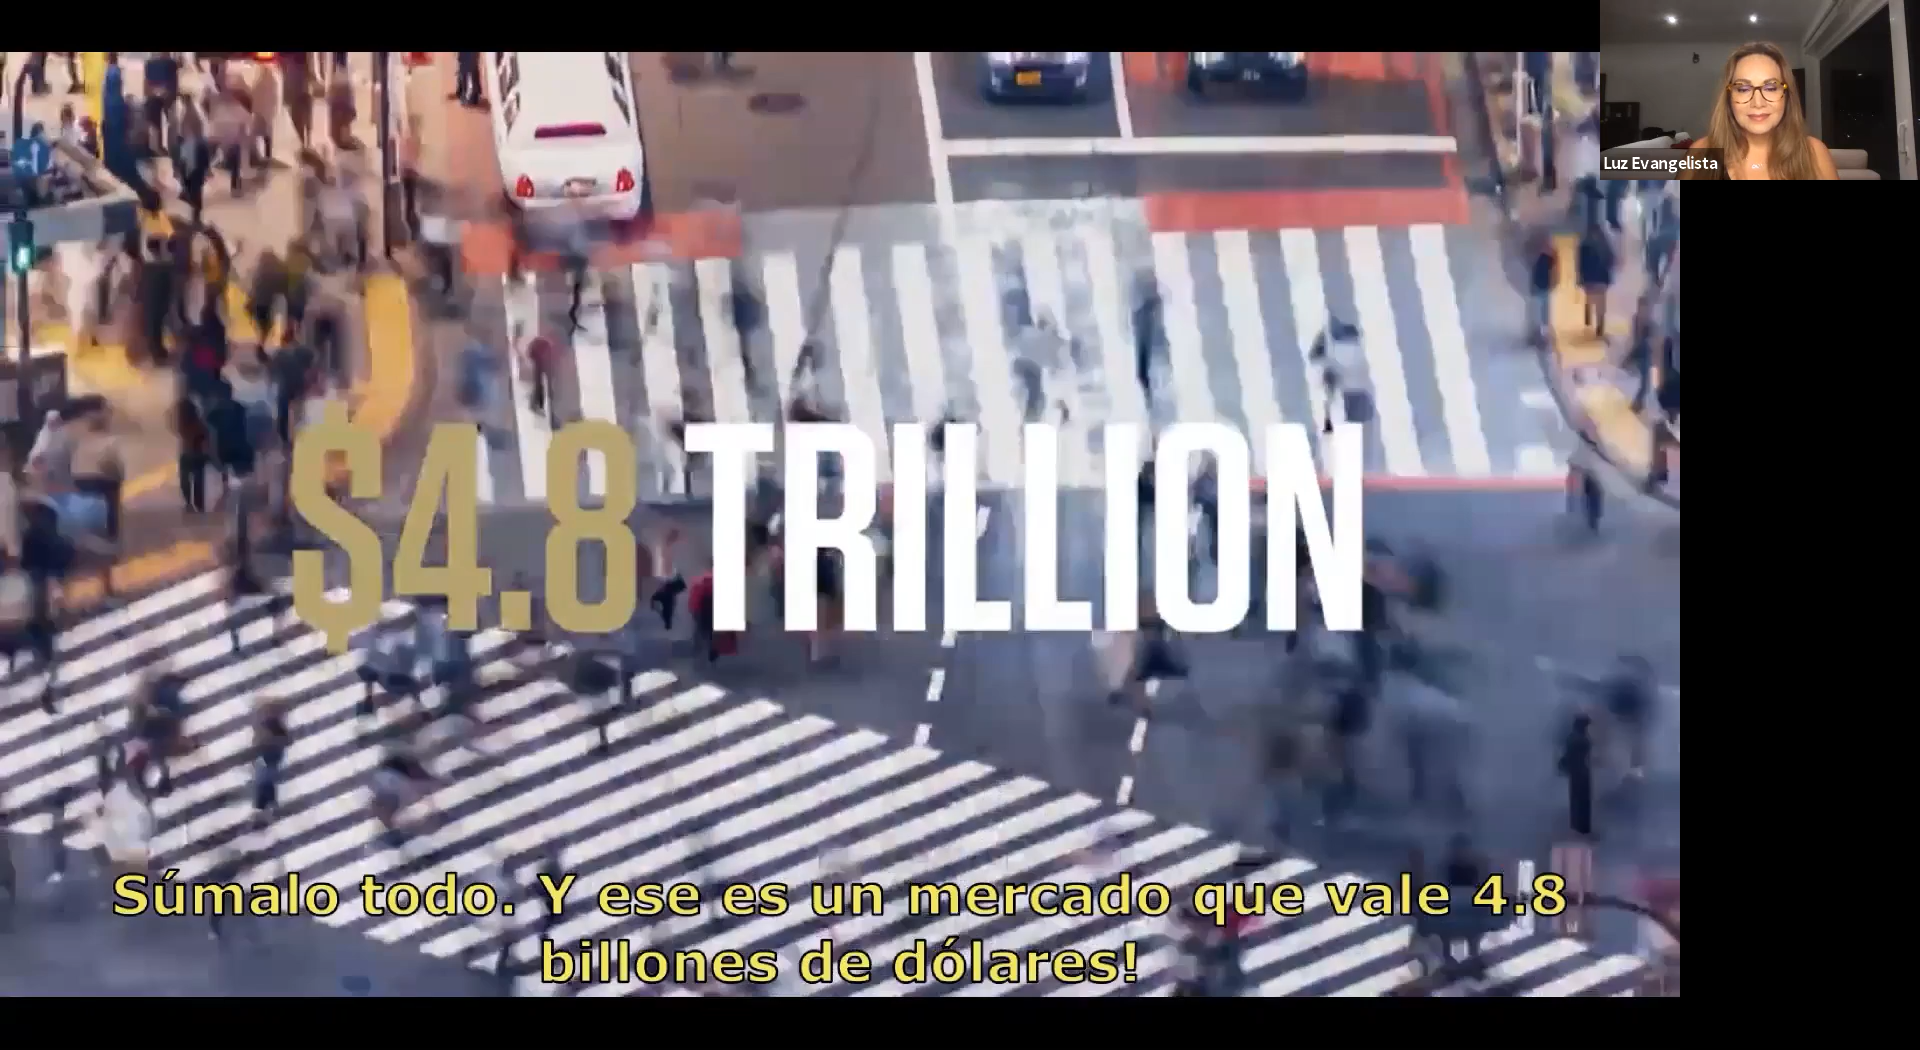 Luz Evangelista
$4.8 TRILLION
Súmalo todo. Y ese es un mercado que vale 4.8
billones de dólares!